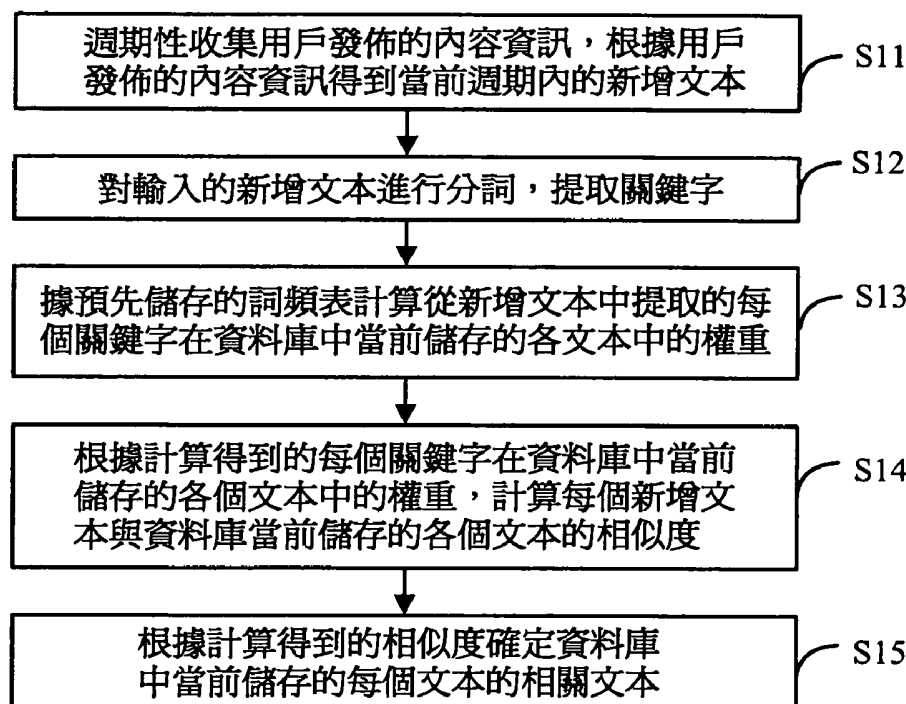 週期性收集用戶發佈的內容資訊，根據用戶
發佈的內容資訊得到當前週期內的新增文本
S11
對輸入的新增文本進行分詞，提取關鍵字
S12
據預先儲存的詞頻表計算從新增文本中提取的每
個關鍵字在資料庫中當前儲存的各文本中的權重
S13
根據計算得到的每個關鍵字在資料庫中當前
儲存的各個文本中的權重，計算每個新增文
本與資料庫當前儲存的各個文本的相似度
S14
根據計算得到的相似度確定資料庫
中當前儲存的每個文本的相關文本
S15